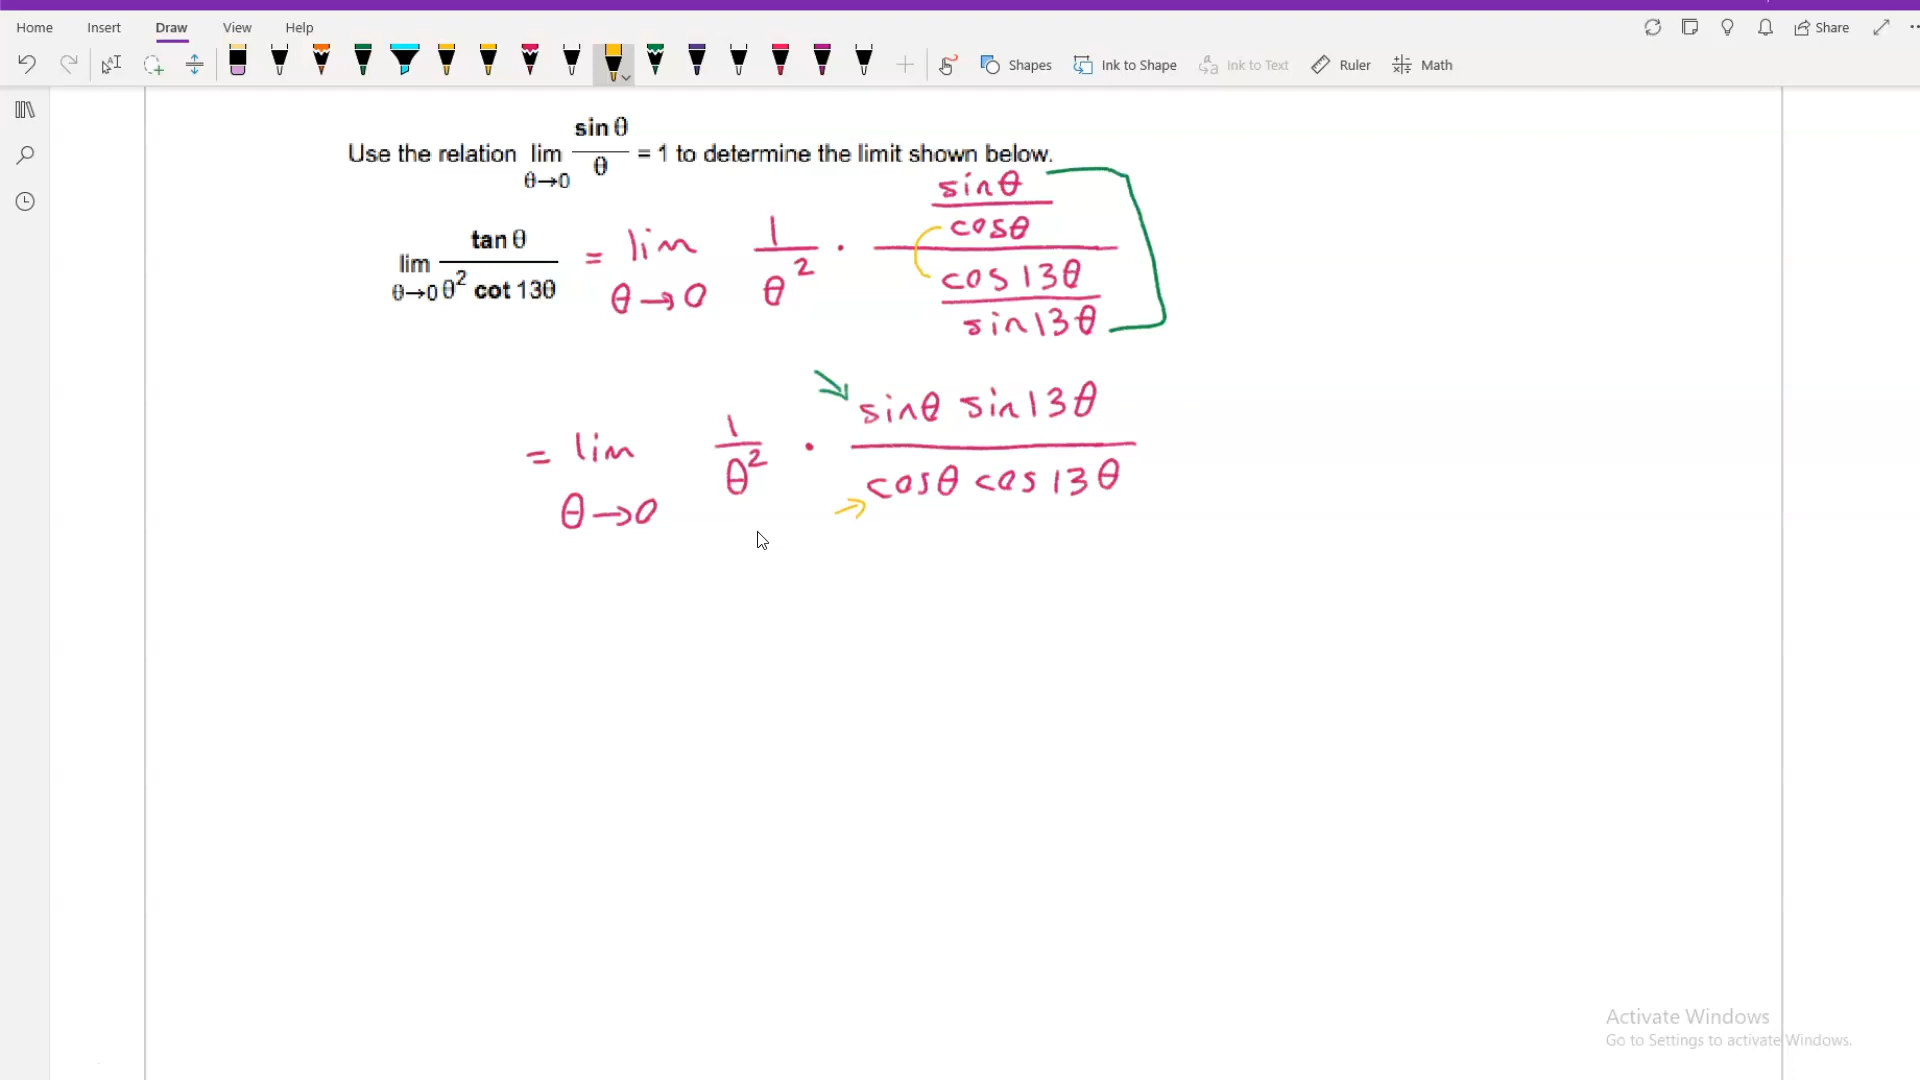 Home Insert Draw View Help Share
Shapes Ink to Shape Ink to Text Ruler Math
Use the relation lim θ→0 sin θ / θ = 1 to determine the limit shown below.
lim θ→0 tan θ / θ² cot 13θ = lim θ→0 1/θ² · (sinθ / cosθ) / (cos 13θ / sin 13θ)
= lim θ→0 1/θ² · sinθ sin 13θ / cosθ cos 13θ
Activate Windows
Go to Settings to activate Windows.